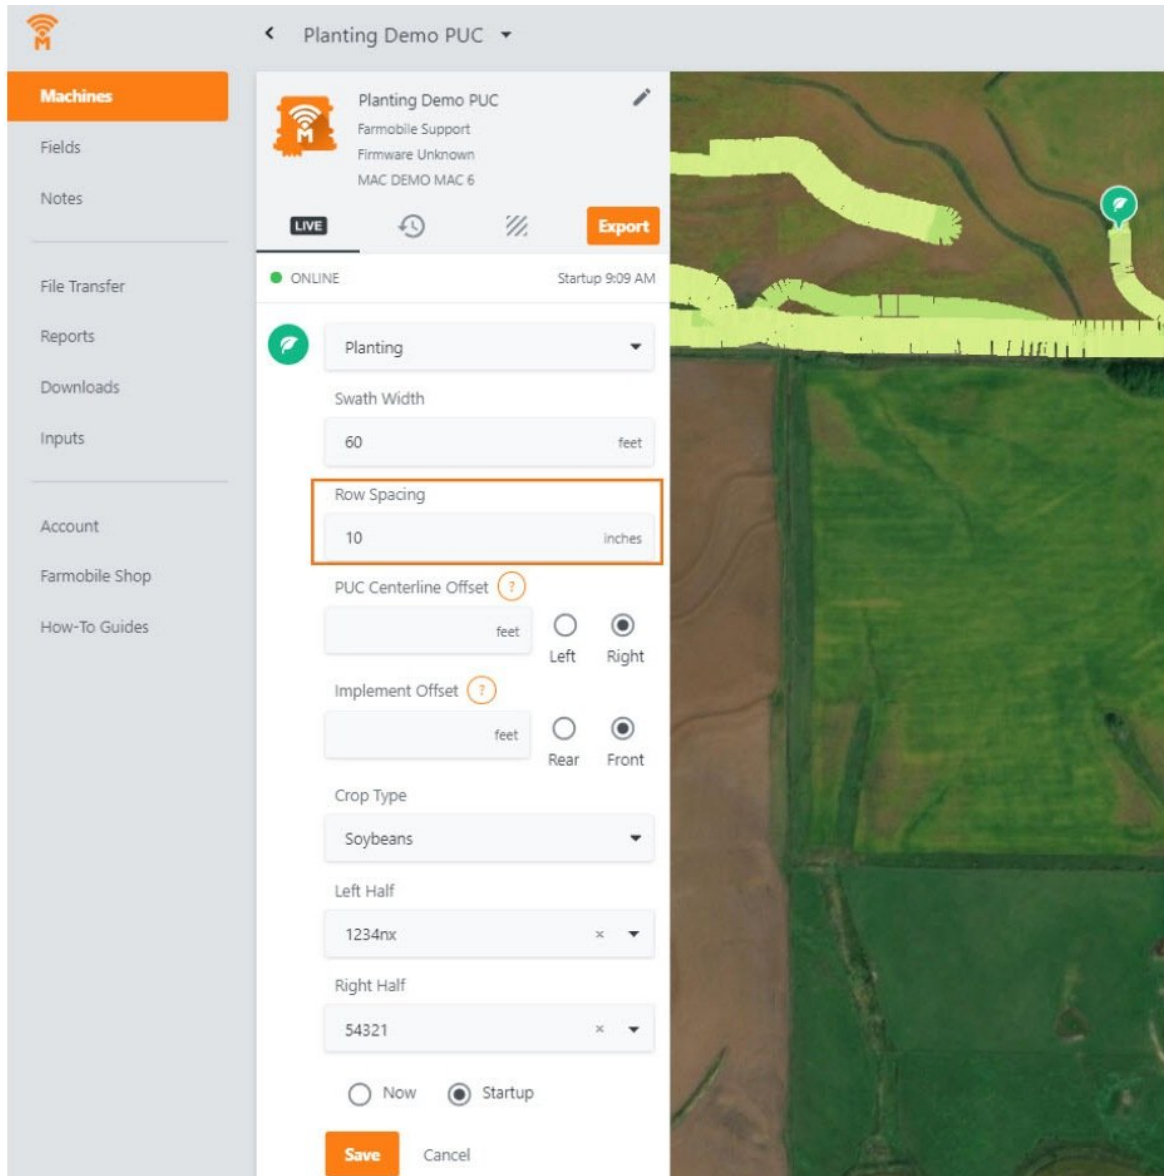 Planting Demo PUC
Machines
Fields
Notes
File Transfer
Reports
Downloads
Inputs
Account
Farmobile Shop
How-To Guides
Planting Demo PUC
Farmobile Support
Firmware Unknown
MAC DEMO MAC 6
LIVE
Export
ONLINE
Startup 9:09 AM
Planting
Swath Width
60 feet
Row Spacing
10 inches
PUC Centerline Offset ?
feet
Left Right
Implement Offset ?
feet
Rear Front
Crop Type
Soybeans
Left Half
1234nx ×
Right Half
54321 ×
Now Startup
Save Cancel